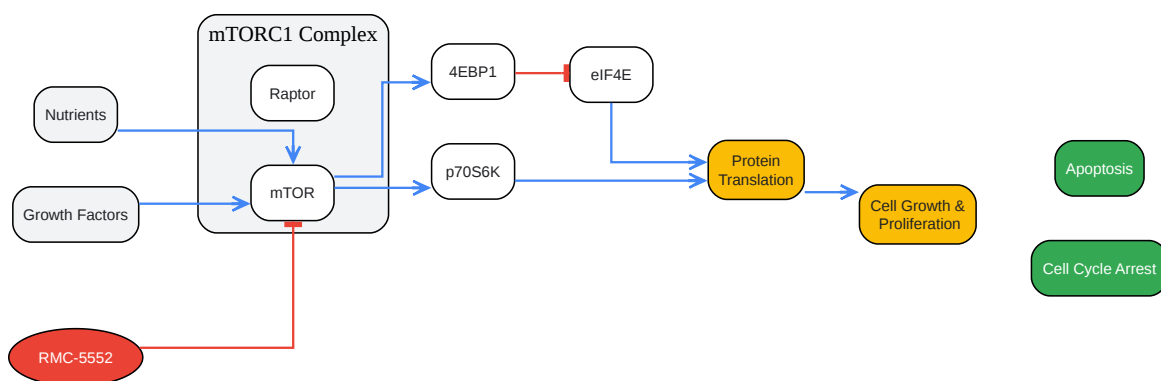 mTORC1 Complex
Raptor
Nutrients
mTOR
Growth Factors
RMC-5552
4EBP1
eIF4E
p70S6K
Protein
Translation
Cell Growth &
Proliferation
Apoptosis
Cell Cycle Arrest